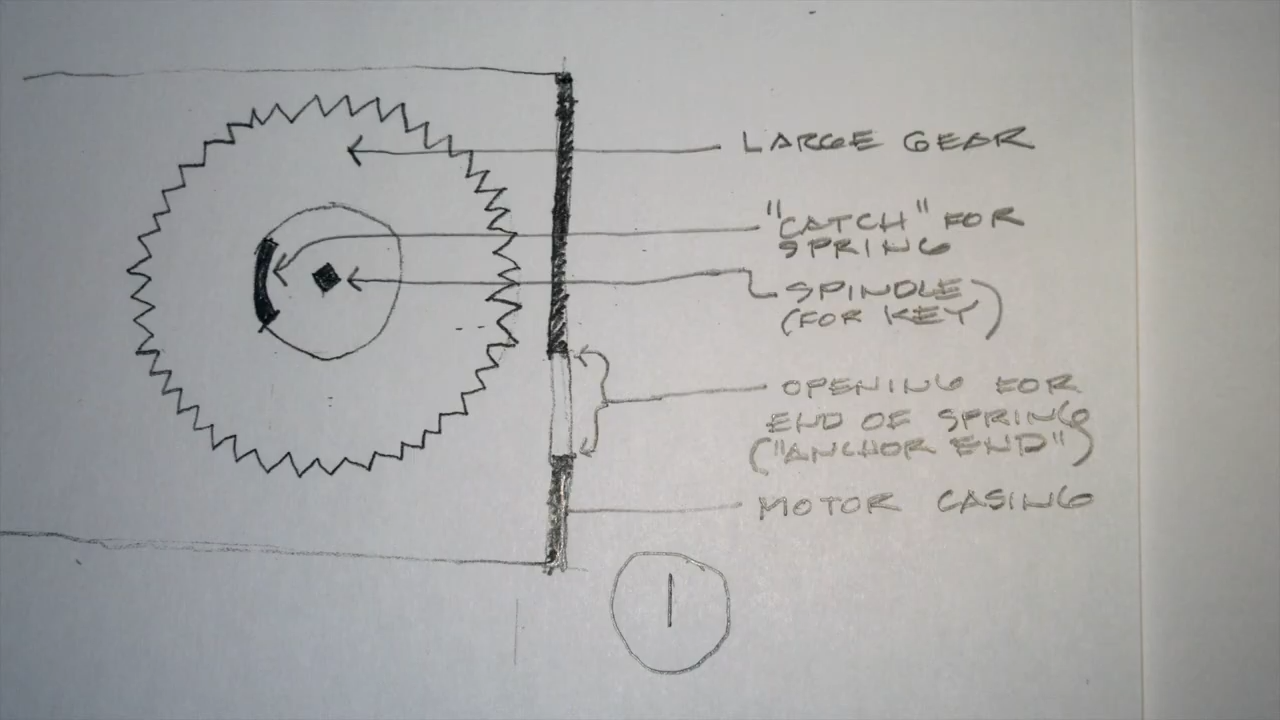 LARGE GEAR
"CATCH" FOR
SPRING
SPINDLE
(FOR KEY)
OPENING FOR
END OF SPRING
("ANCHOR END")
MOTOR CASING
1